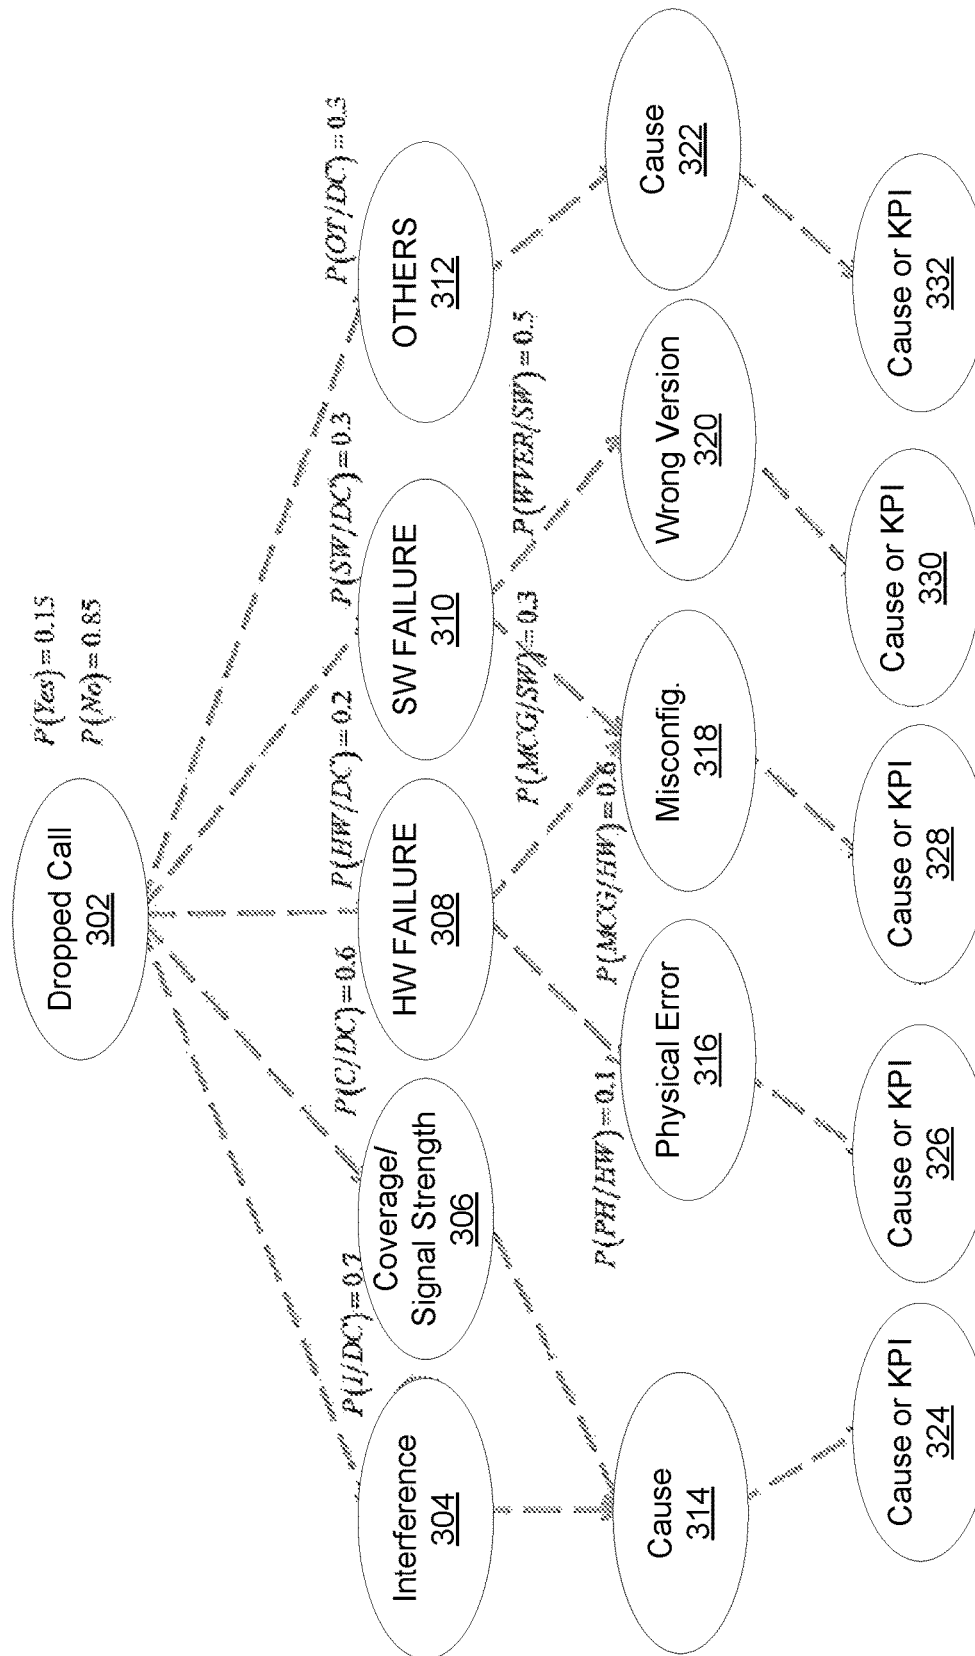 Dropped Call
302
P(Yes)=0.15
P(No)=0.85
P(I/DC)=0.7
P(C/DC)=0.6
P(HW/DC)=0.2
P(SW/DC)=0.3
P(OT/DC)=0.3
Interference
304
Coverage/
Signal Strength
306
HW FAILURE
308
SW FAILURE
310
OTHERS
312
P(PH/HW)=0.1
P(MCG/HW)=0.6
P(MCG/SW)=0.3
P(WVER/SW)=0.5
Cause
314
Physical Error
316
Misconfig.
318
Wrong Version
320
Cause
322
Cause or KPI
324
Cause or KPI
326
Cause or KPI
328
Cause or KPI
330
Cause or KPI
332